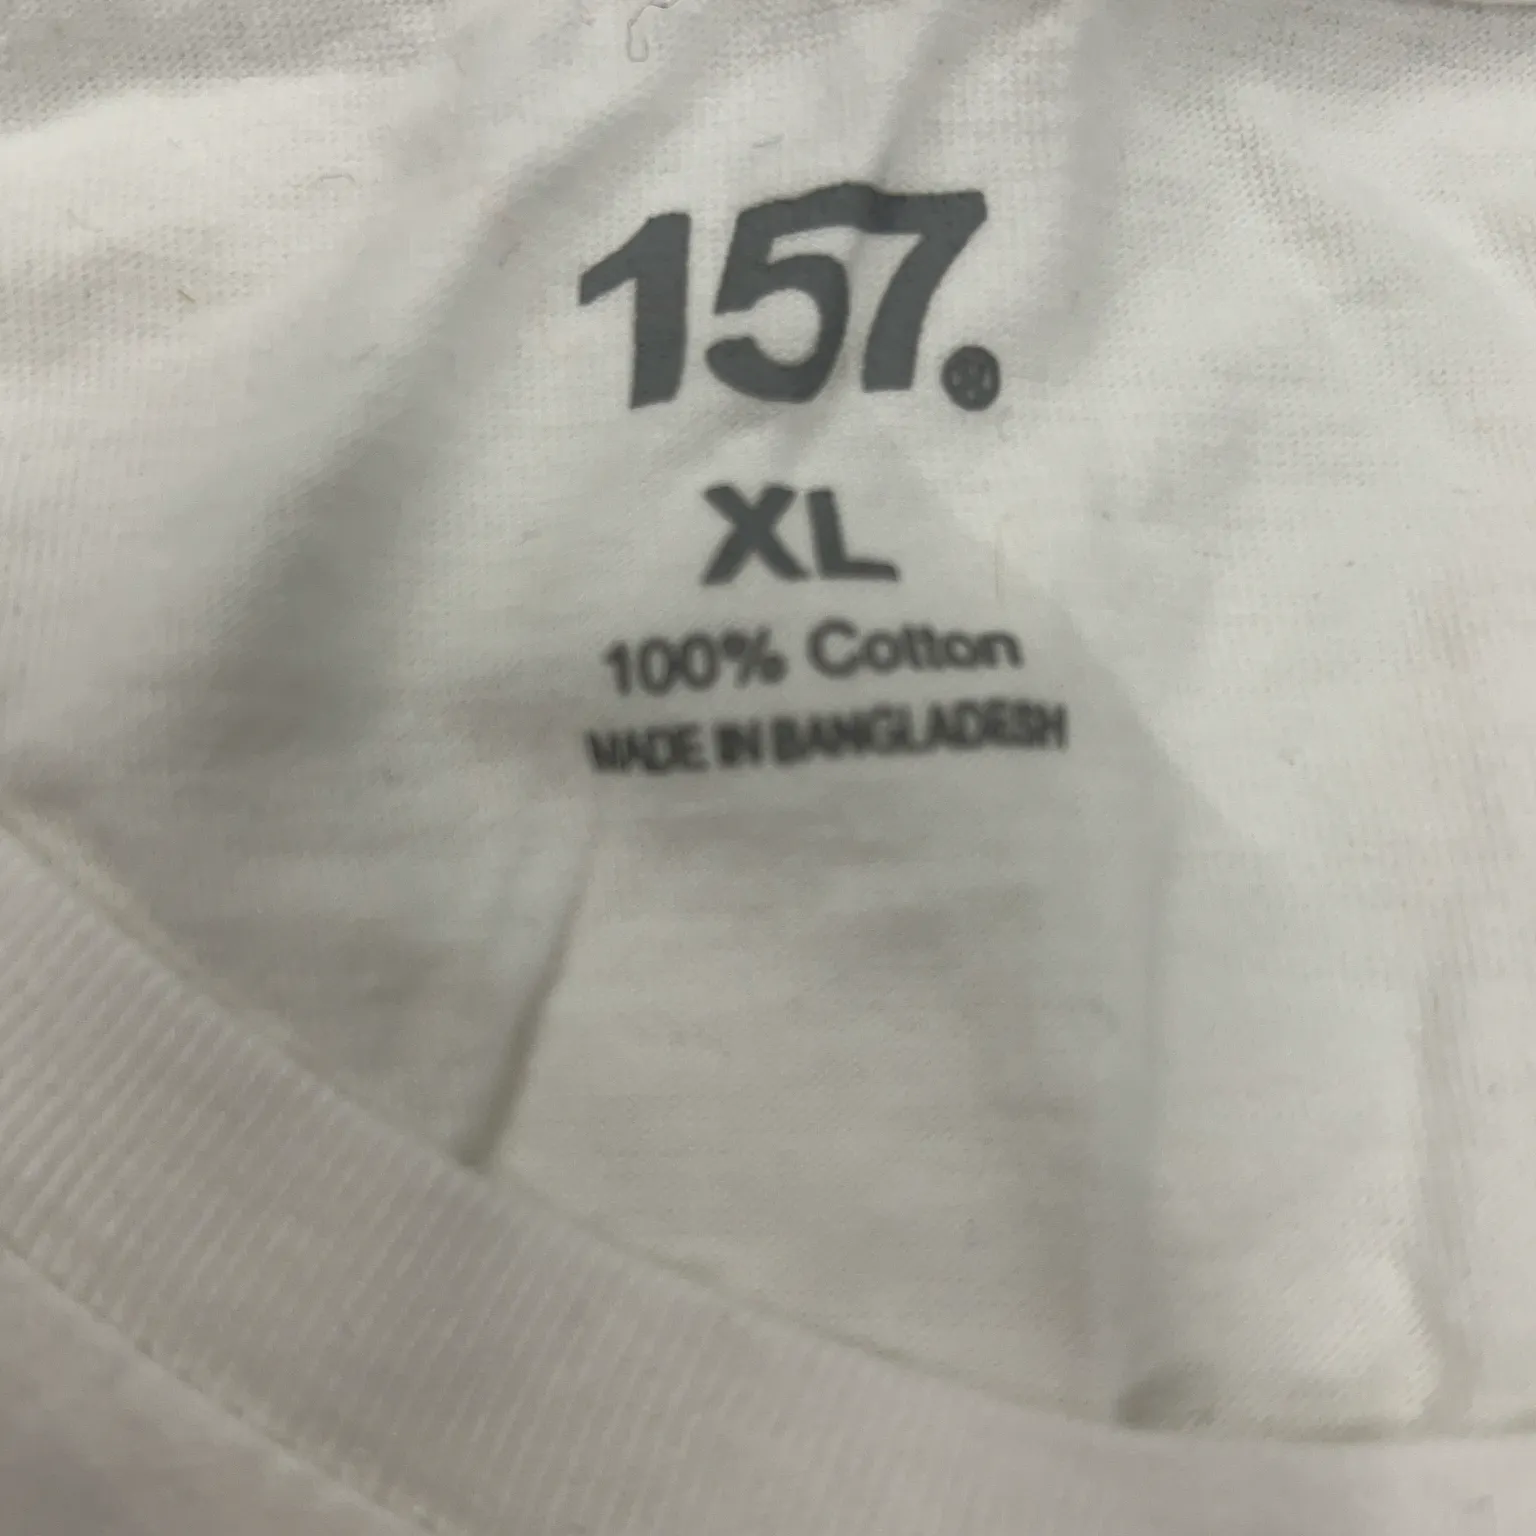 157.
XL
100% Cotton
MADE IN BANGLADESH